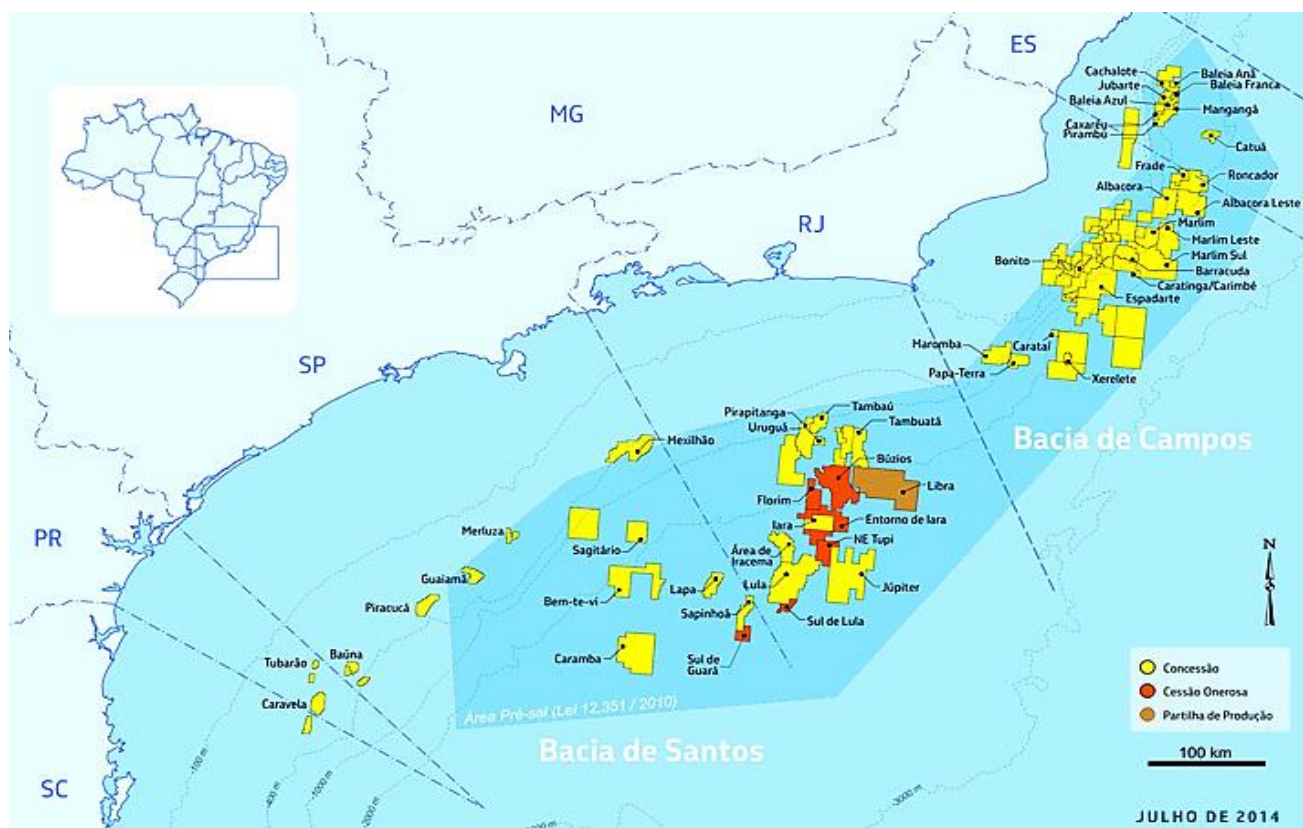 ES
MG
RJ
SP
PR
SC
Cachalote
Baleia Anã
Jubarte
Baleia Franca
Baleia Azul
Mangangá
Caxaréu
Pirambu
Catuá
Frade
Roncador
Albacora
Albacora Leste
Marlim
Marlim Leste
Bonito
Marlim Sul
Barracuda
Caratinga/Carimbé
Espadarte
Carataí
Maromba
Papa-Terra
Xerelete
Bacia de Campos
Pirapitanga
Tambaú
Uruguá
Tambuatá
Mexilhão
Búzios
Florim
Libra
Iara
Entorno de Iara
Merluza
Sagitário
Área de
Iracema
NE Tupi
Guaiamá
Bem-te-vi
Lapa
Lula
Júpiter
Piracucá
Sapinhoá
Sul de Lula
Caramba
Sul de
Guará
Tubarão
Baúna
Caravela
Área Pré-sal (Lei 12.351 / 2010)
Bacia de Santos
-100 m
-400 m
-1000 m
-2000 m
-3000 m
N
Concessão
Cessão Onerosa
Partilha de Produção
100 km
JULHO DE 2014